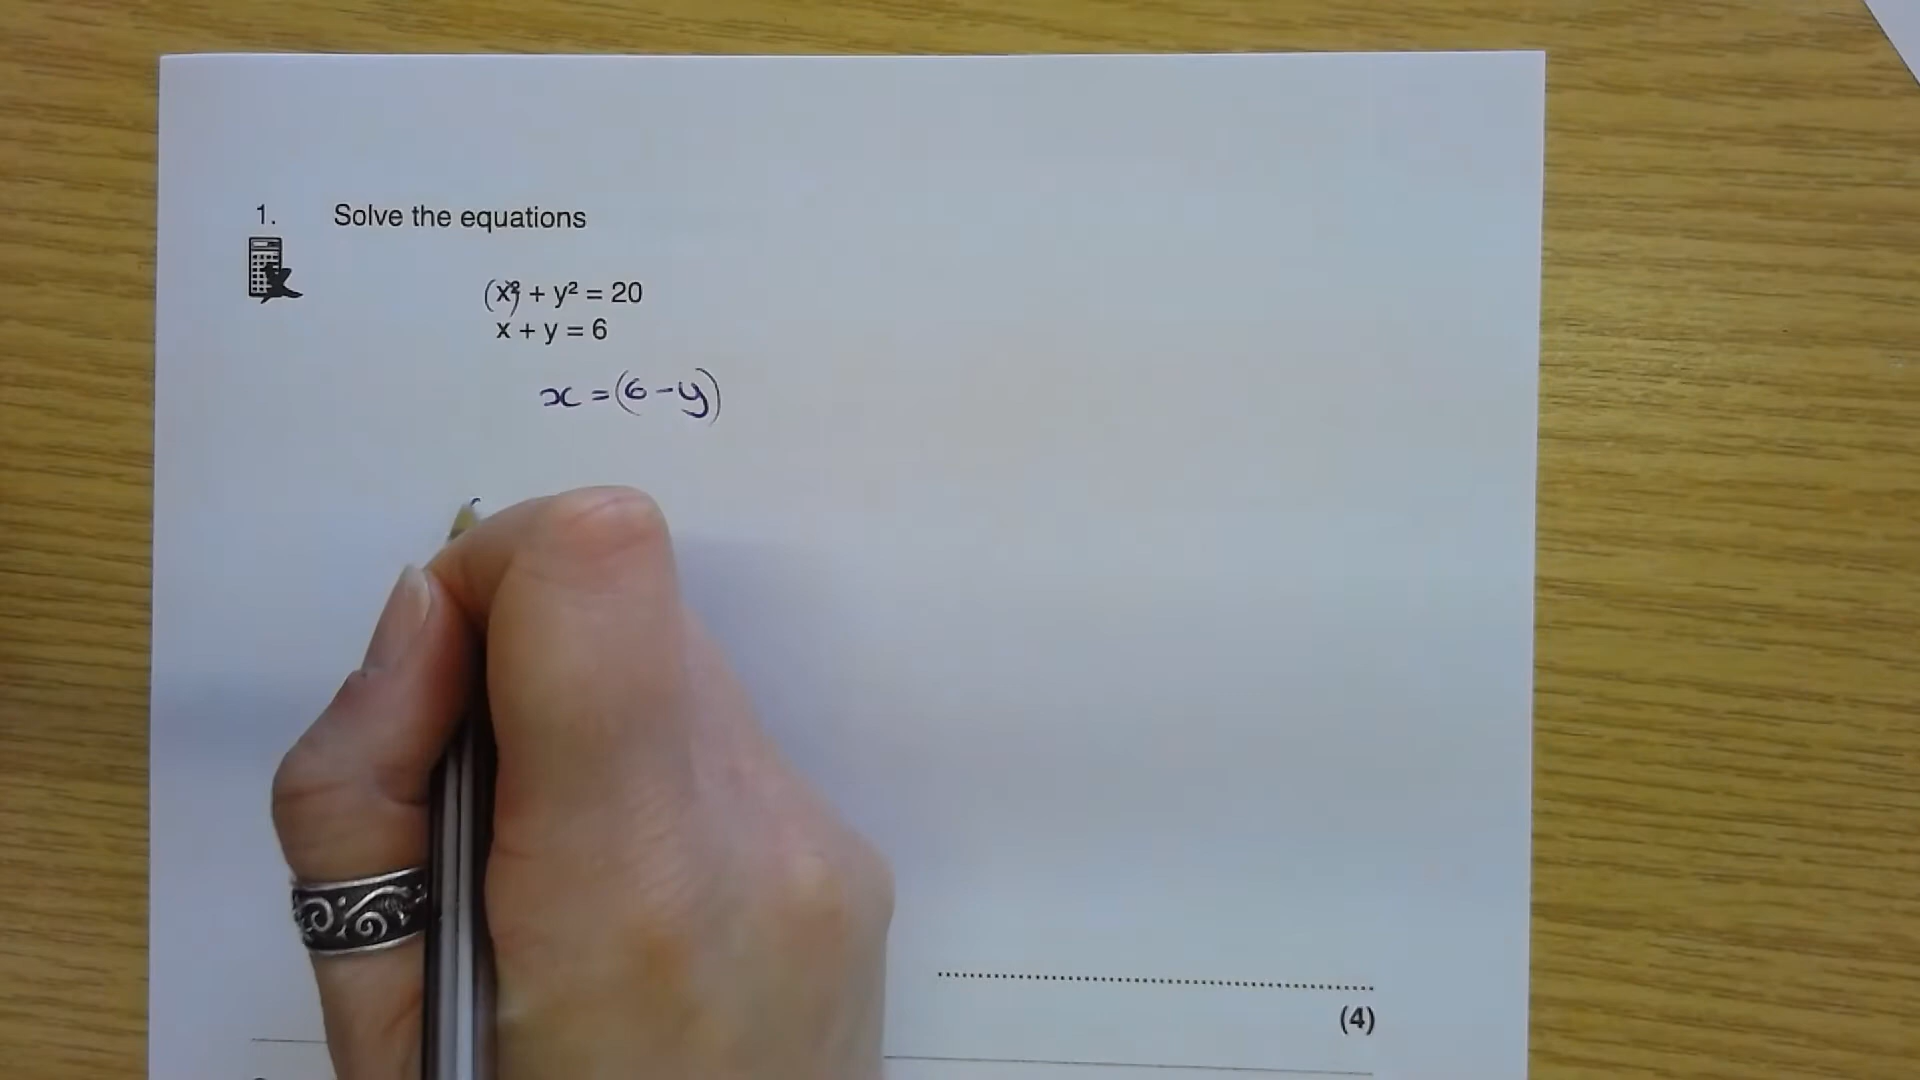 1. Solve the equations
(x²) + y² = 20
x + y = 6
x = (6 - y)
(4)